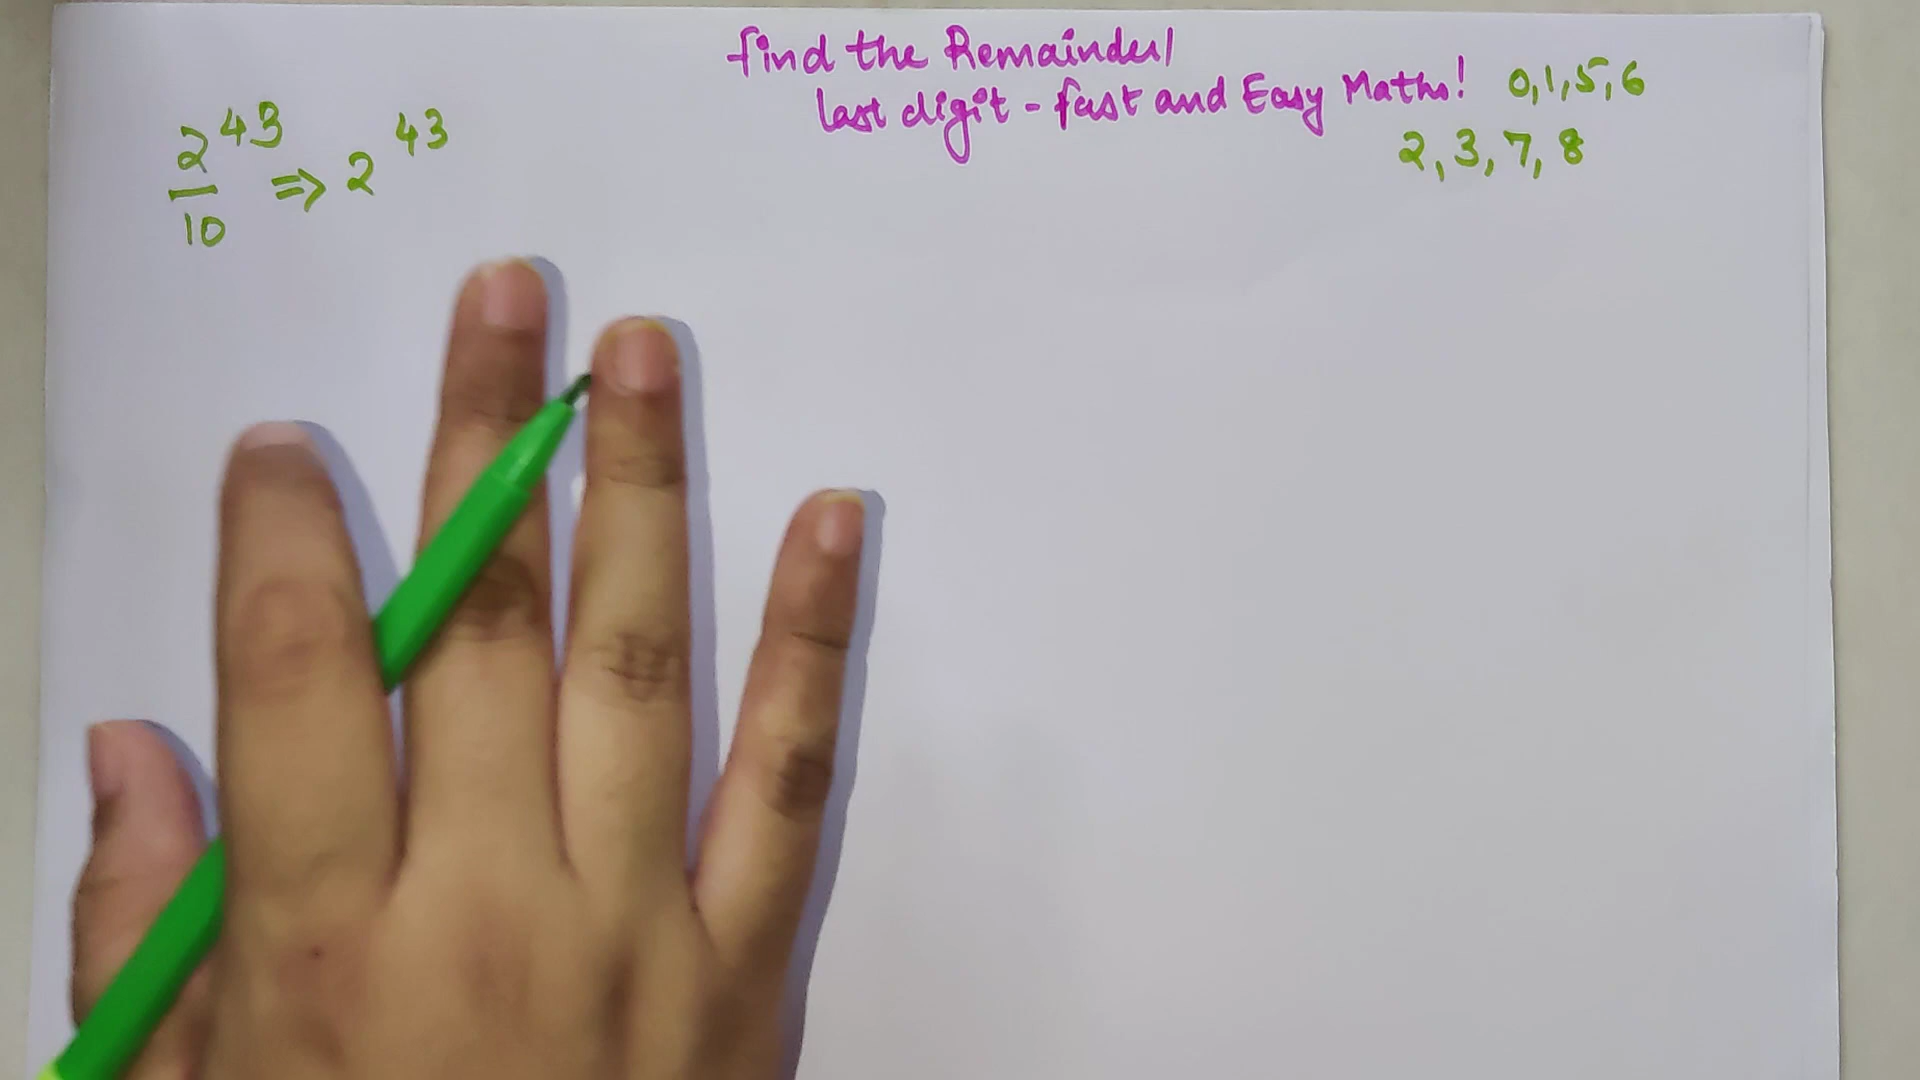 find the Remainder/
last digit - fast and Easy Maths!
0,1,5,6
2,3,7,8
2^43/10 => 2^43